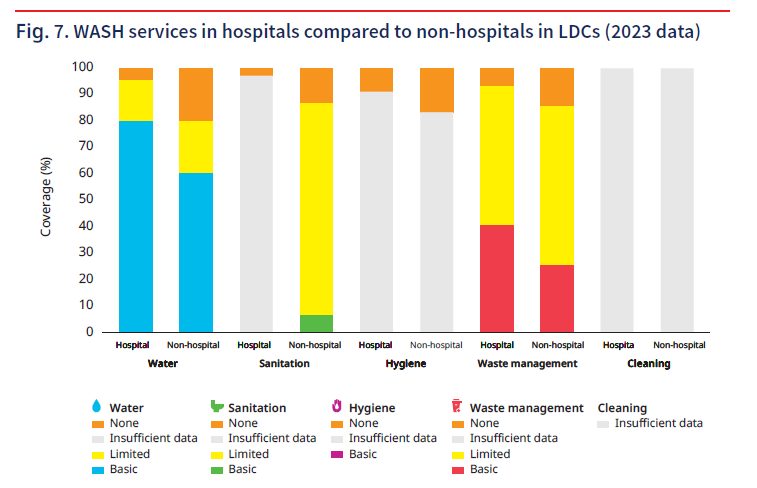 Fig. 7. WASH services in hospitals compared to non-hospitals in LDCs (2023 data)
Coverage (%)
100
90
80
70
60
50
40
30
20
10
0
Hospital Non-hospital Hospital Non-hospital Hospital Non-hospital Hospital Non-hospital Hospita Non-hospital
Water Sanitation Hygiene Waste management Cleaning
Water Sanitation Hygiene Waste management Cleaning
None None None None Insufficient data
Insufficient data Insufficient data Insufficient data Insufficient data
Limited Limited Basic Limited
Basic Basic Basic